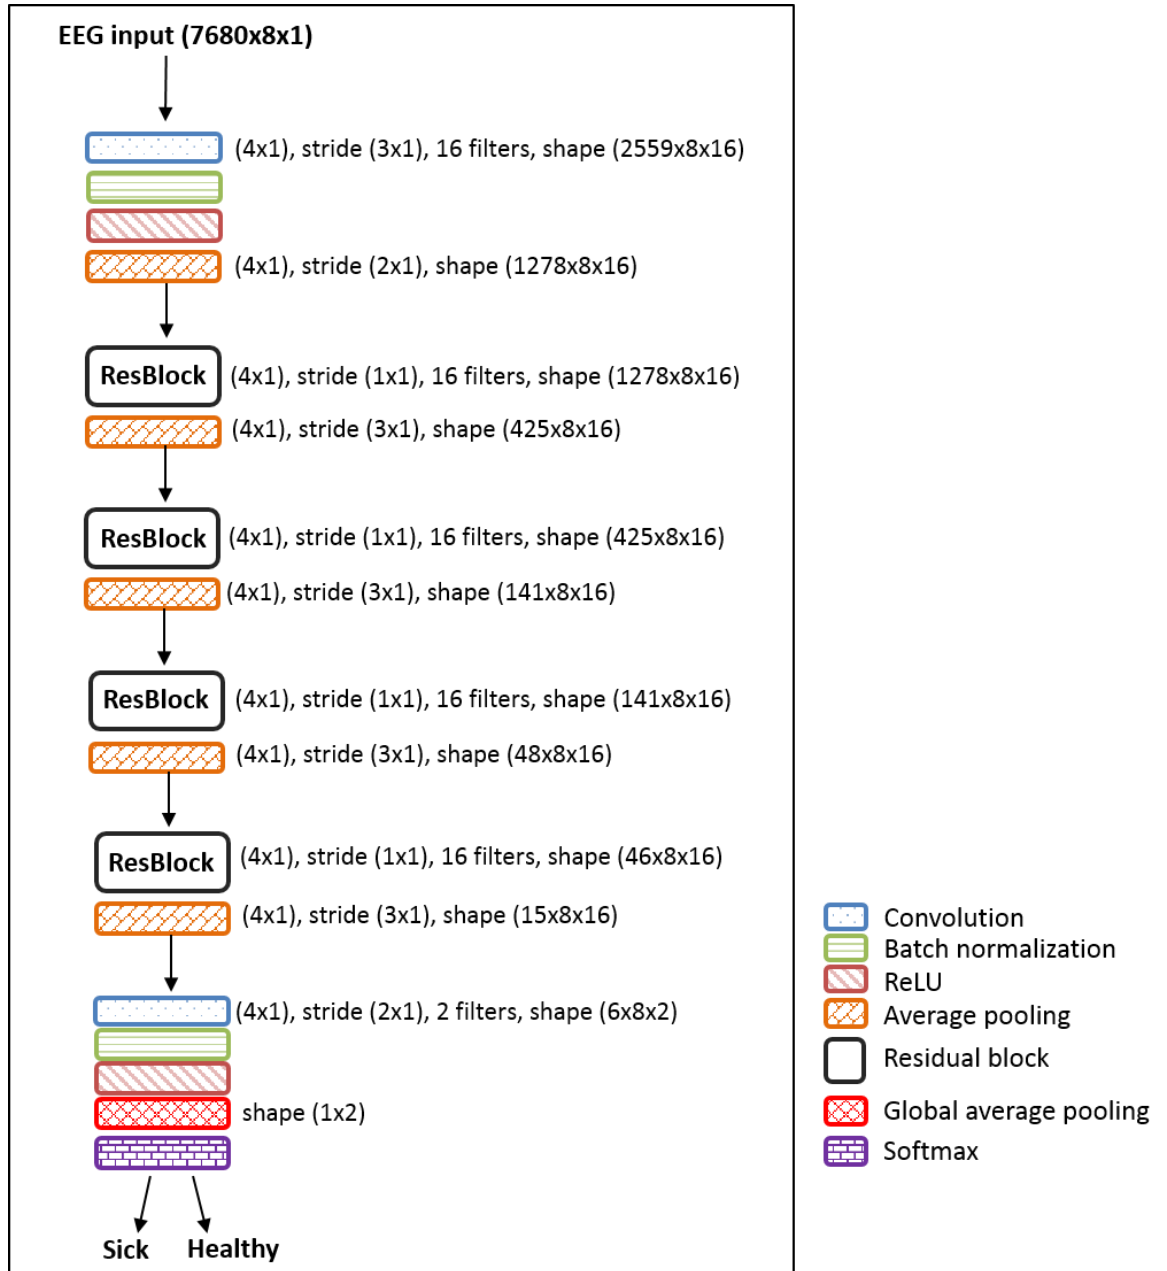 EEG input (7680x8x1)
(4x1), stride (3x1), 16 filters, shape (2559x8x16)
(4x1), stride (2x1), shape (1278x8x16)
ResBlock (4x1), stride (1x1), 16 filters, shape (1278x8x16)
(4x1), stride (3x1), shape (425x8x16)
ResBlock (4x1), stride (1x1), 16 filters, shape (425x8x16)
(4x1), stride (3x1), shape (141x8x16)
ResBlock (4x1), stride (1x1), 16 filters, shape (141x8x16)
(4x1), stride (3x1), shape (48x8x16)
ResBlock (4x1), stride (1x1), 16 filters, shape (46x8x16)
(4x1), stride (3x1), shape (15x8x16)
(4x1), stride (2x1), 2 filters, shape (6x8x2)
shape (1x2)
Sick Healthy
Convolution
Batch normalization
ReLU
Average pooling
Residual block
Global average pooling
Softmax